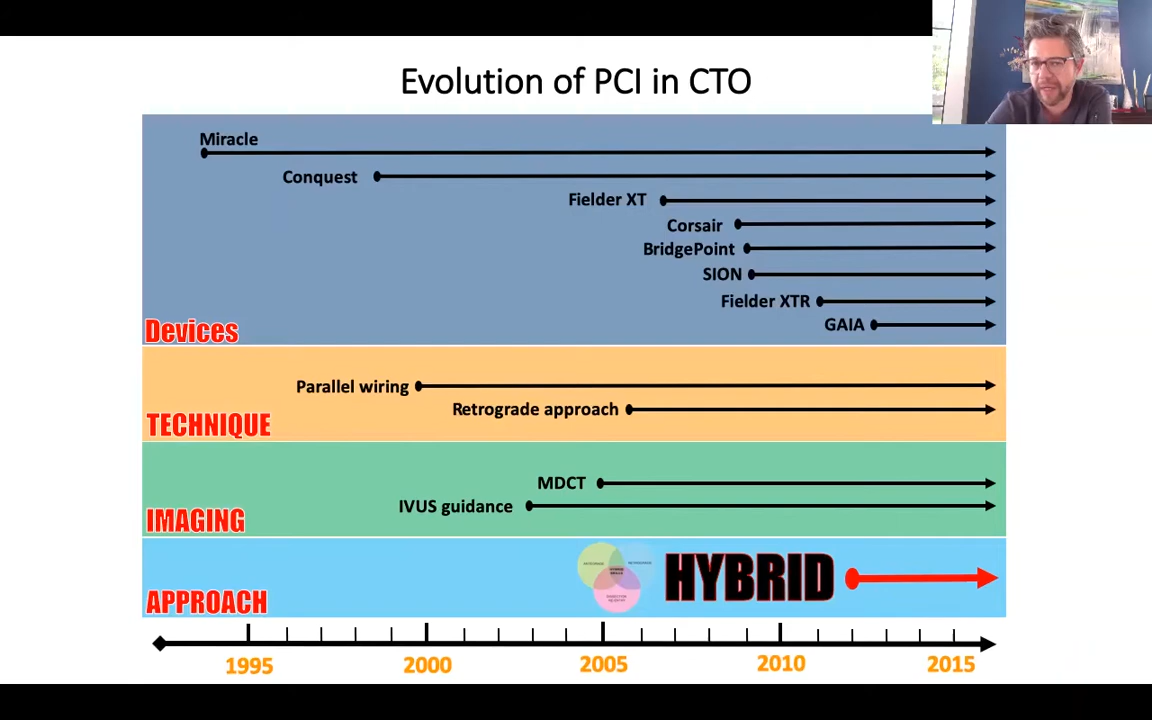 Evolution of PCI in CTO
Miracle
Conquest
Fielder XT
Corsair
BridgePoint
SION
Fielder XTR
GAIA
Devices
Parallel wiring
Retrograde approach
TECHNIQUE
MDCT
IVUS guidance
IMAGING
HYBRID
APPROACH
1995 2000 2005 2010 2015